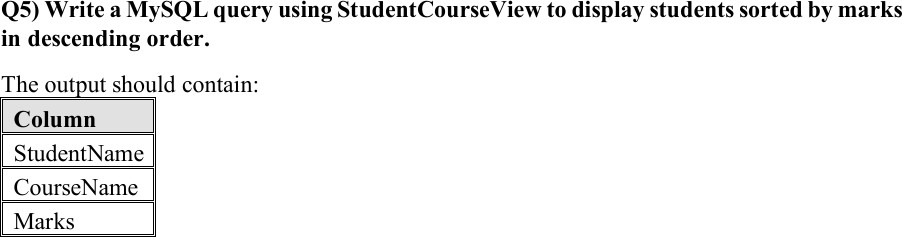 Q5) Write a MySQL query using StudentCourseView to display students sorted by marks
in descending order.
The output should contain:
Column
StudentName
CourseName
Marks